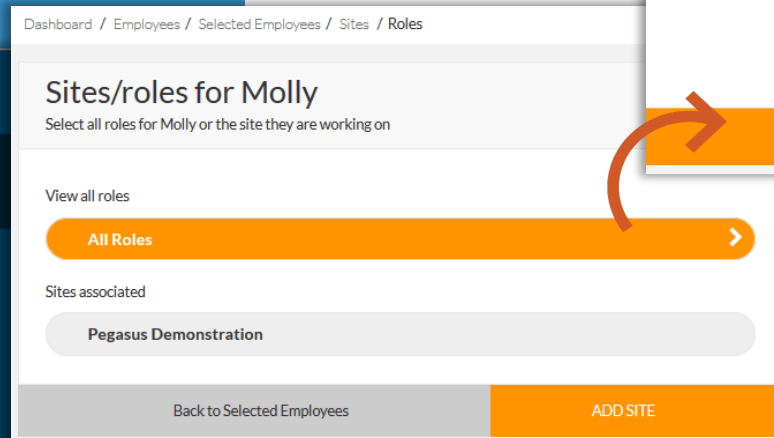 Dashboard / Employees / Selected Employees / Sites / Roles
Sites/roles for Molly
Select all roles for Molly or the site they are working on
View all roles
All Roles
Sites associated
Pegasus Demonstration
Back to Selected Employees
ADD SITE